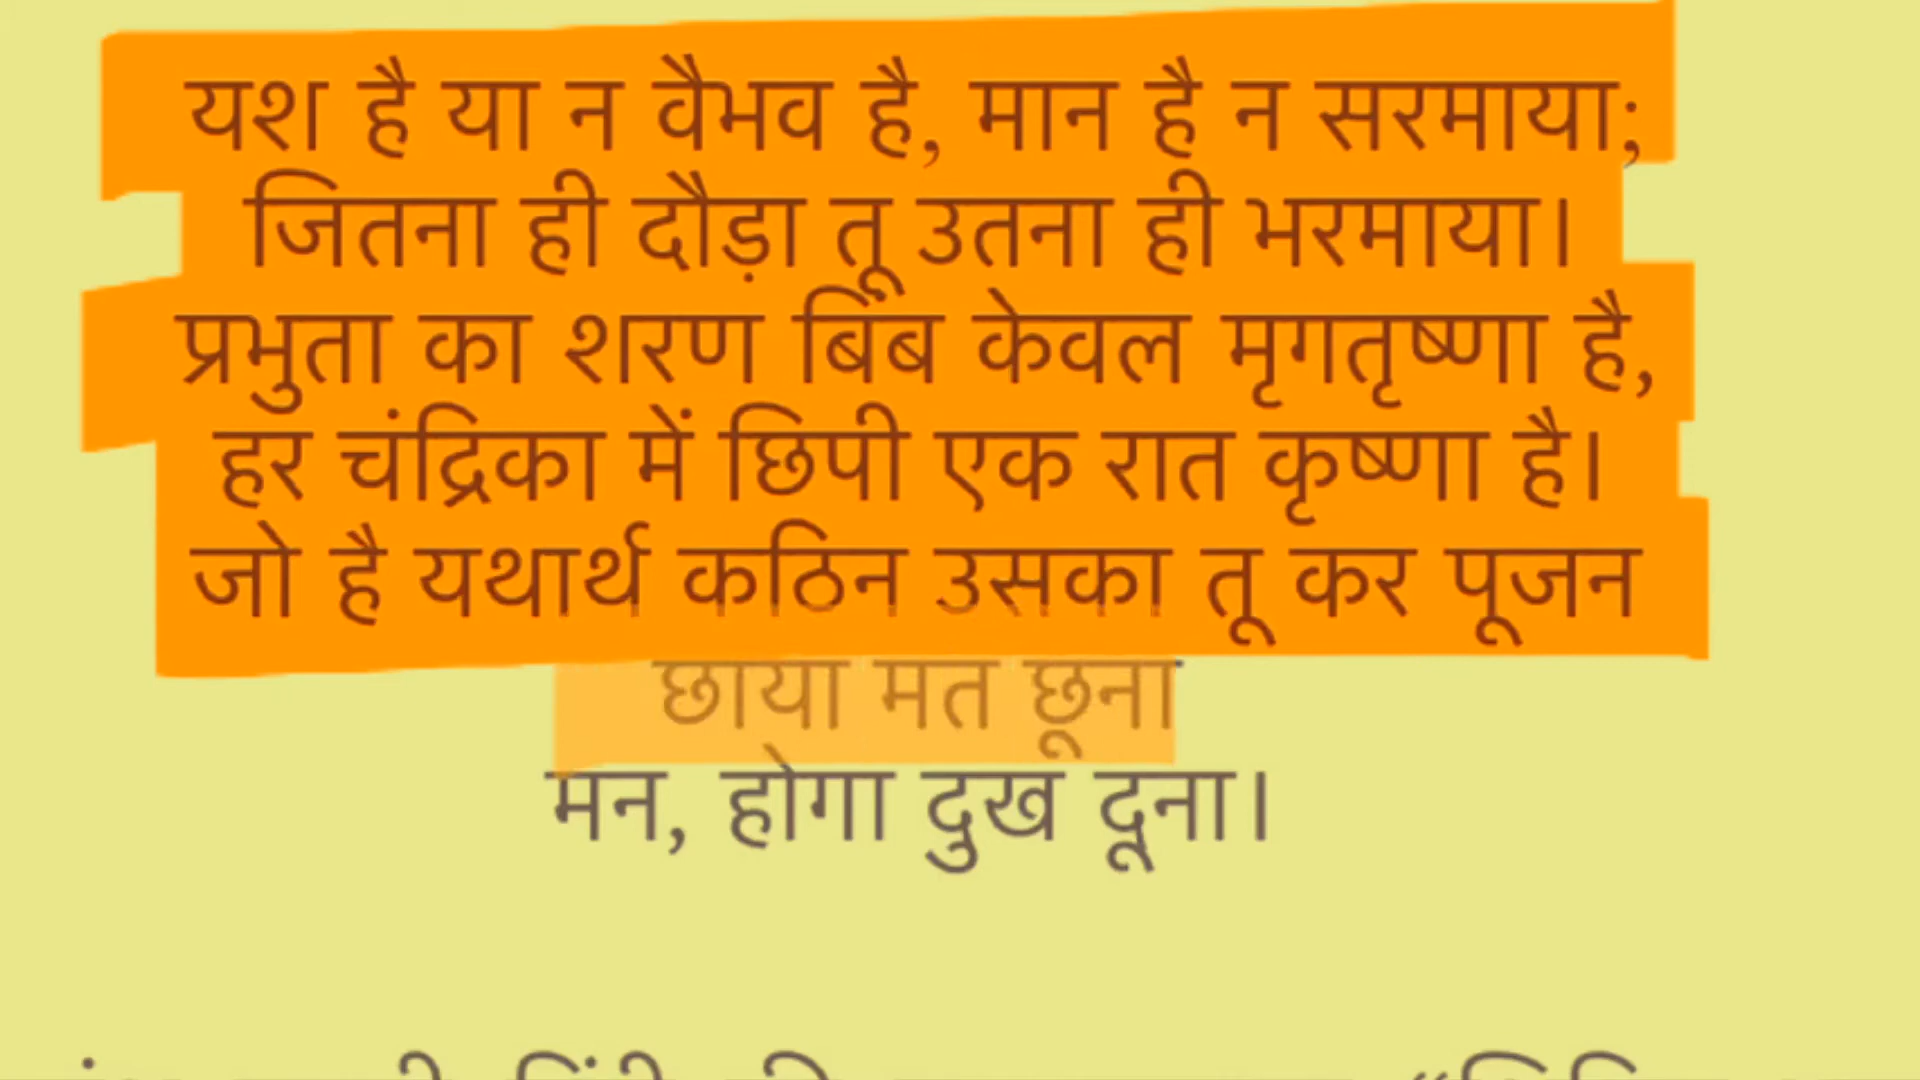 यश है या न वैभव है, मान है न सरमाया;
जितना ही दौड़ा तू उतना ही भरमाया।
प्रभुता का शरण बिंब केवल मृगतृष्णा है,
हर चंद्रिका में छिपी एक रात कृष्णा है।
जो है यथार्थ कठिन उसका तू कर पूजन
छाया मत छूना
मन, होगा दुख दूना।